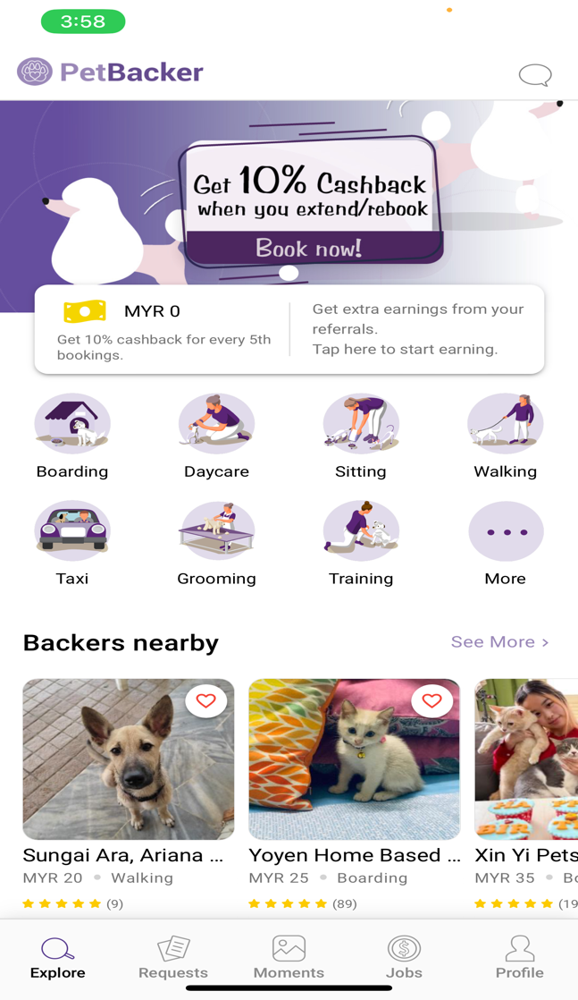 3:58
PetBacker
Get 10% Cashback
when you extend/rebook
Book now!
MYR 0
Get 10% cashback for every 5th
bookings.
Get extra earnings from your
referrals.
Tap here to start earning.
Boarding
Daycare
Sitting
Walking
Taxi
Grooming
Training
More
Backers nearby
See More >
Sungai Ara, Ariana ...
MYR 20 • Walking
(9)
Yoyen Home Based ...
MYR 25 • Boarding
(89)
Xin Yi Pets
MYR 35 •
Explore
Requests
Moments
Jobs
Profile